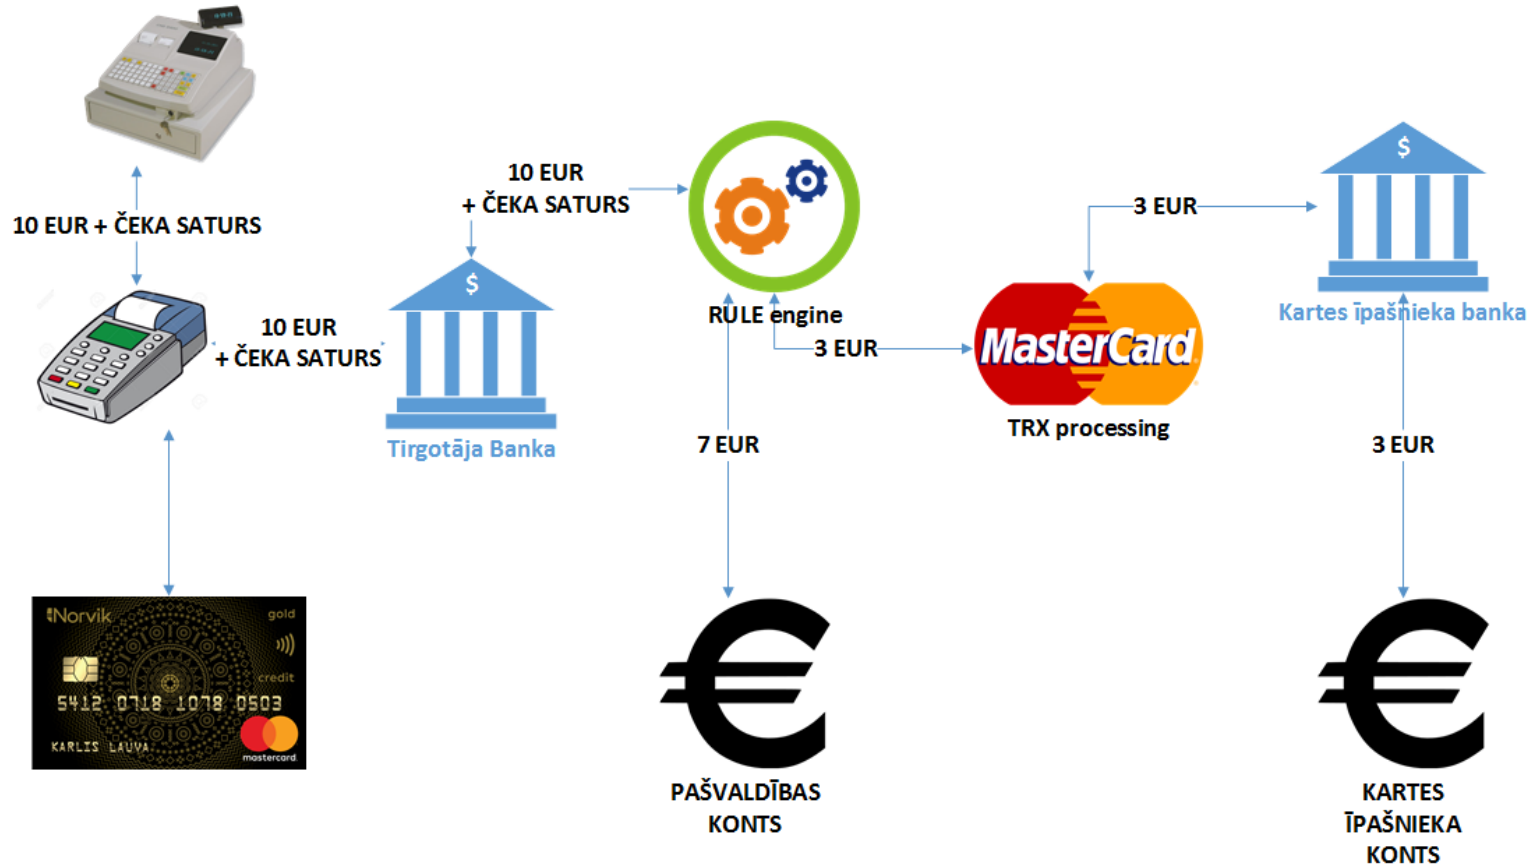 10 EUR + ČEKA SATURS
10 EUR
+ ČEKA SATURS
$
Tirgotāja Banka
10 EUR
+ ČEKA SATURS
RULE engine
3 EUR
7 EUR
MasterCard
TRX processing
3 EUR
$
Kartes īpašnieka banka
3 EUR
Norvik
gold
credit
5412 0718 1078 0503
KARLIS LAUVA
mastercard.
PAŠVALDĪBAS
KONTS
KARTES
ĪPAŠNIEKA
KONTS